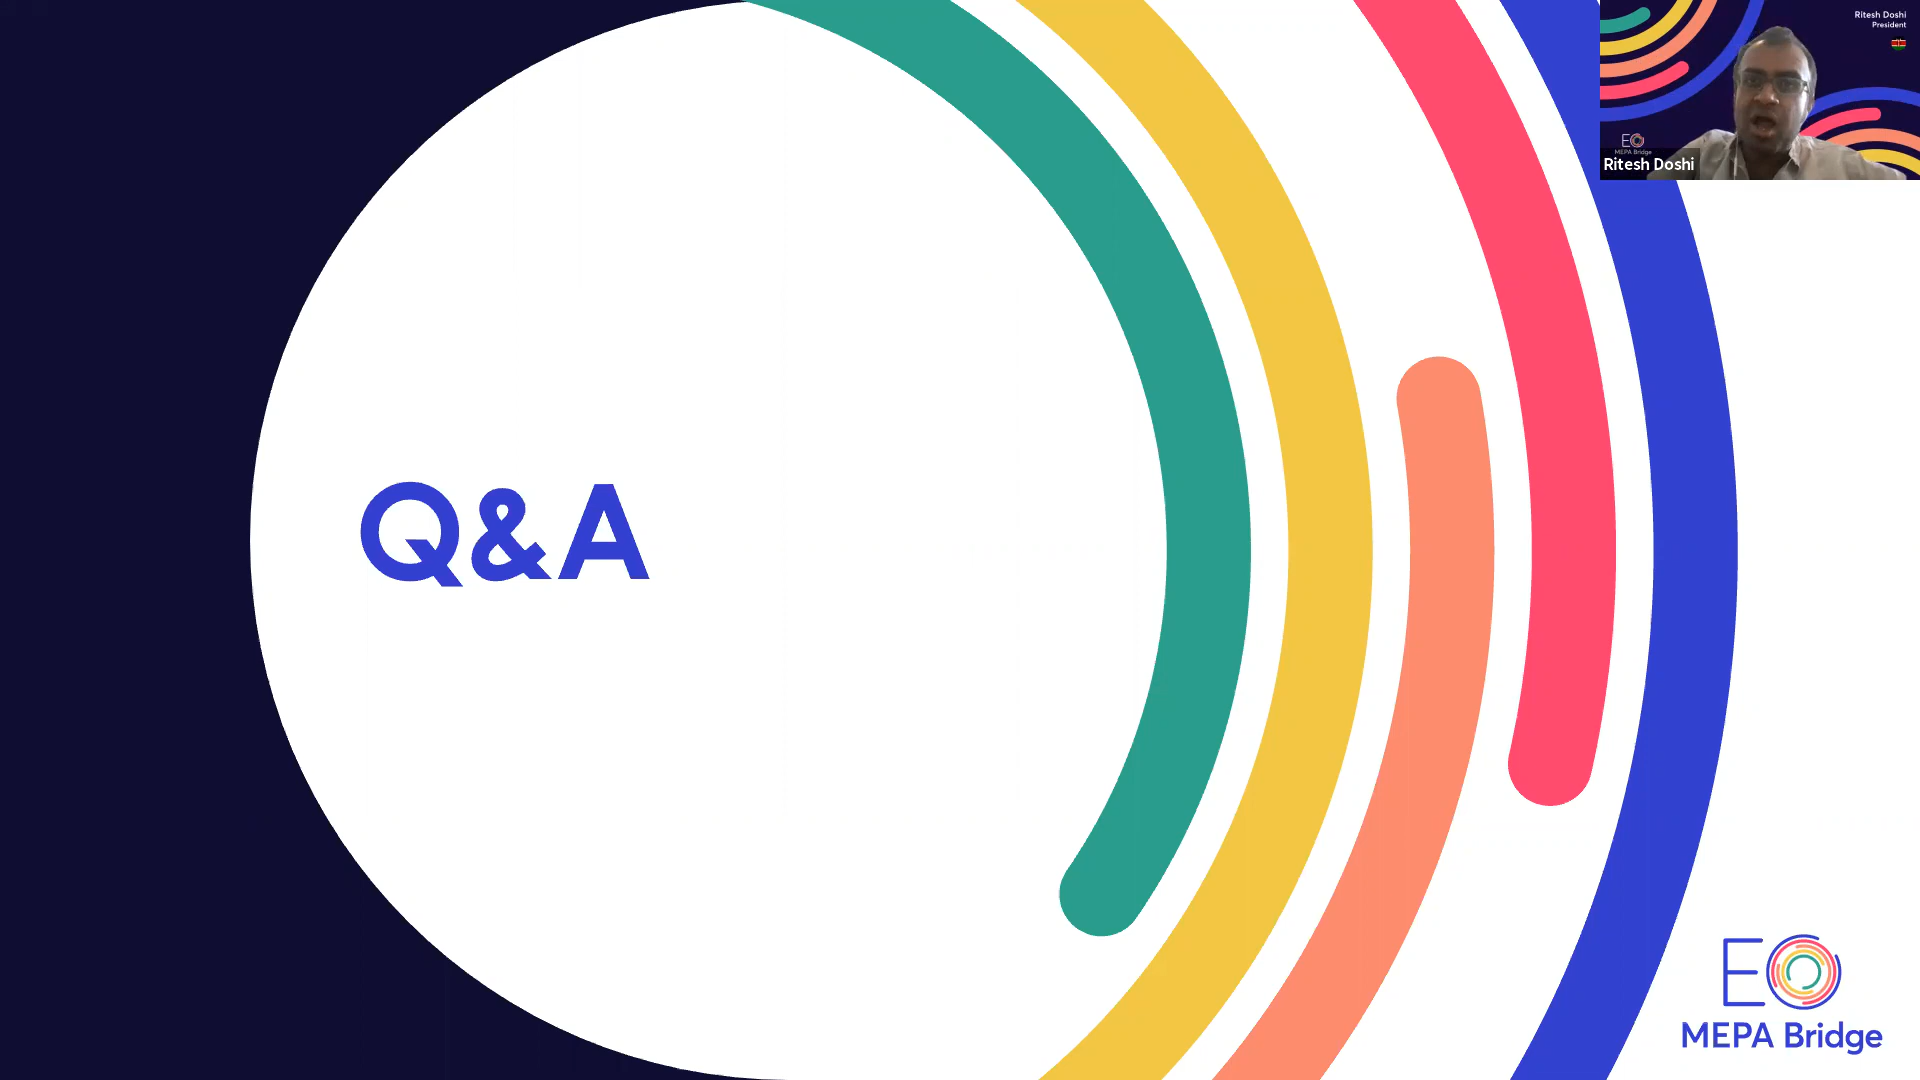 Ritesh Doshi
President
EO
MEPA Bridge
Ritesh Doshi
Q&A
EO
MEPA Bridge